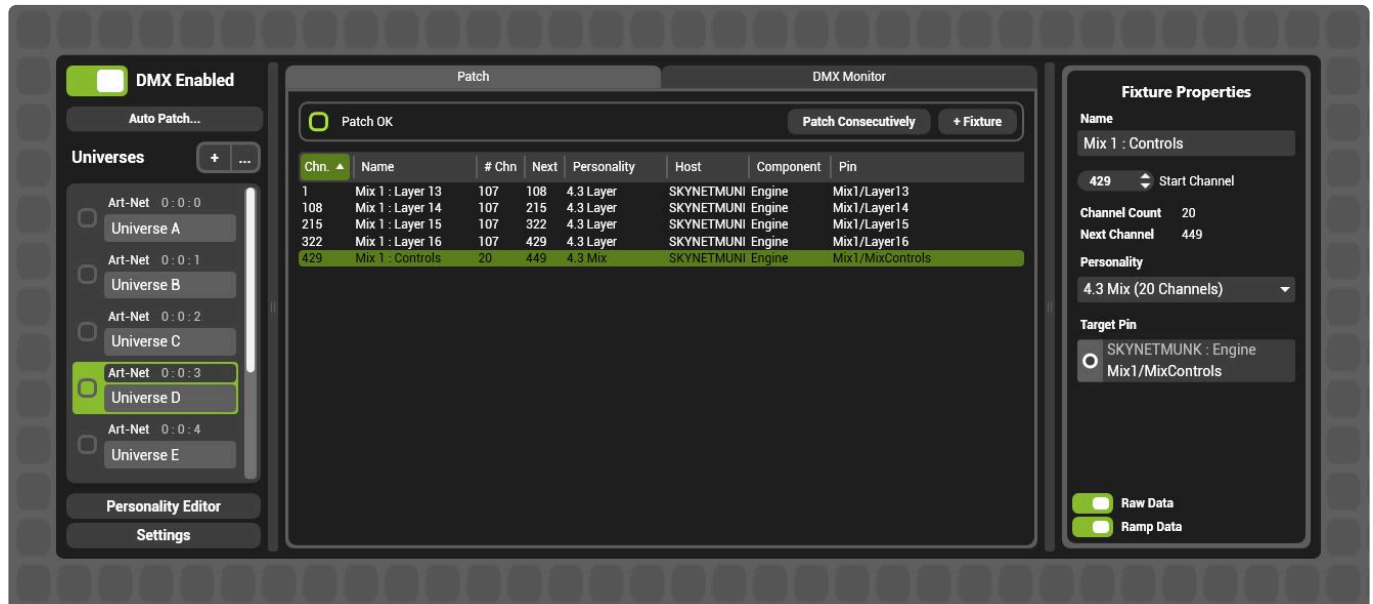 DMX Enabled
Auto Patch...
Universes + ...
Art-Net 0:0:0
Universe A
Art-Net 0:0:1
Universe B
Art-Net 0:0:2
Universe C
Art-Net 0:0:3
Universe D
Art-Net 0:0:4
Universe E
Personality Editor
Settings
Patch DMX Monitor
Patch OK Patch Consecutively + Fixture
Chn. Name # Chn Next Personality Host Component Pin
1 Mix 1 : Layer 13 107 108 4.3 Layer SKYNETMUNI Engine Mix1/Layer13
108 Mix 1 : Layer 14 107 215 4.3 Layer SKYNETMUNI Engine Mix1/Layer14
215 Mix 1 : Layer 15 107 322 4.3 Layer SKYNETMUNI Engine Mix1/Layer15
322 Mix 1 : Layer 16 107 429 4.3 Layer SKYNETMUNI Engine Mix1/Layer16
429 Mix 1 : Controls 20 449 4.3 Mix SKYNETMUNI Engine Mix1/MixControls
Fixture Properties
Name
Mix 1 : Controls
429 Start Channel
Channel Count 20
Next Channel 449
Personality
4.3 Mix (20 Channels)
Target Pin
SKYNETMUNK : Engine
Mix1/MixControls
Raw Data
Ramp Data